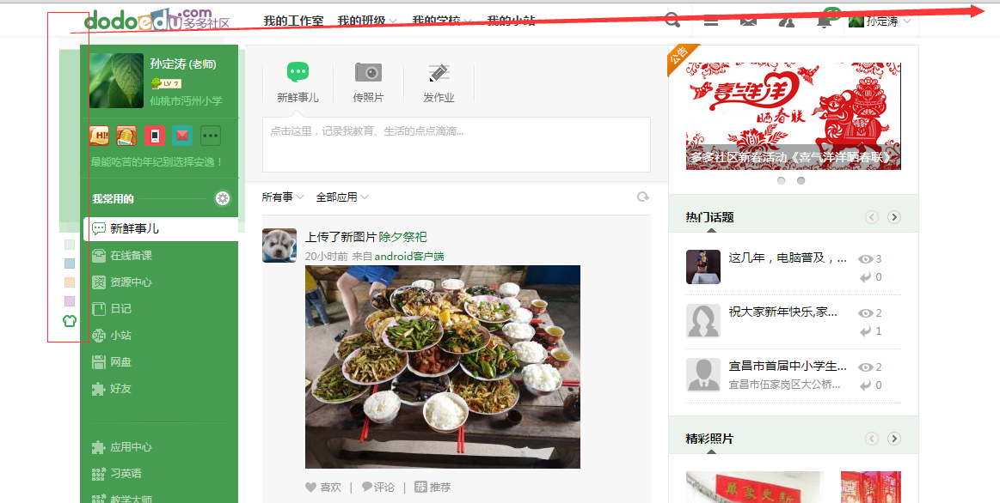 dodoedu.com
多多社区
我的工作室 我的班级 我的学校 我的小站
孙定涛
孙定涛 (老师)
LV 7
仙桃市沔州小学
HI!
最能吃苦的年纪别选择安逸！
我常用的
新鲜事儿
在线备课
资源中心
日记
小站
网盘
好友
应用中心
习英语
教学大师
新鲜事儿 传照片 发作业
点击这里，记录我教育、生活的点点滴滴...
所有事 全部应用
上传了新图片 除夕祭祀
20小时前 来自 android客户端
喜欢 | 评论 | 荐 推荐
公告
喜羊洋洋
晒春联
多多社区新春活动《喜气洋洋晒春联》
热门话题
这几年，电脑普及，... 3
0
祝大家新年快乐,家... 2
1
宜昌市首届中小学生... 2
宜昌市伍家岗区大公桥... 0
精彩照片